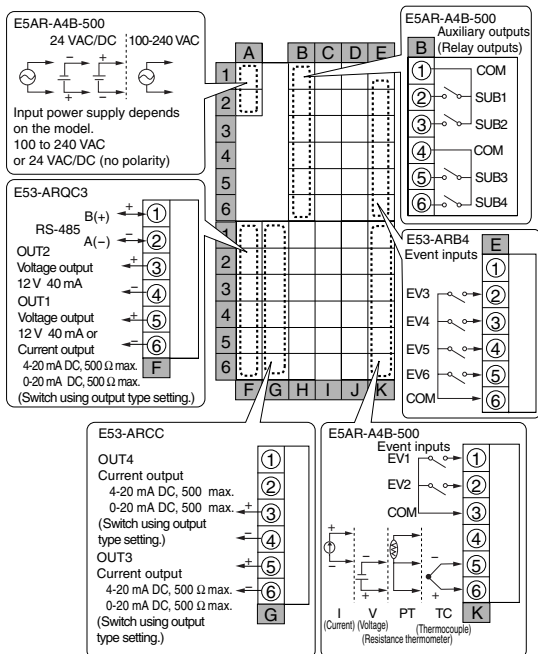 E5AR-A4B-500
24 VAC/DC
100-240 VAC
Input power supply depends
on the model.
100 to 240 VAC
or 24 VAC/DC (no polarity)
A B C D E
1
2
3
4
5
6
1
2
3
4
5
6
F G H I J K
E5AR-A4B-500
Auxiliary outputs
(Relay outputs)
B
1 COM
2 SUB1
3 SUB2
4 COM
5 SUB3
6 SUB4
E53-ARQC3
RS-485
B(+) + 1
A(−) − 2
OUT2
Voltage output
12 V 40 mA
+ 3
− 4
OUT1
Voltage output
12 V 40 mA or
Current output
4-20 mA DC, 500 Ω max.
0-20 mA DC, 500 Ω max.
(Switch using output type setting.)
+ 5
− 6
F
E53-ARB4
Event inputs
E
1
EV3 2
EV4 3
EV5 4
EV6 5
COM 6
E53-ARCC
OUT4
Current output
4-20 mA DC, 500 max.
0-20 mA DC, 500 max.
(Switch using output
type setting.)
OUT3
Current output
4-20 mA DC, 500 Ω max.
0-20 mA DC, 500 Ω max.
(Switch using output
type setting.)
1
2
+ 3
− 4
+ 5
− 6
G
E5AR-A4B-500
Event inputs
EV1 1
EV2 2
COM 3
4
5
6
K
+ − − + −
I V PT TC
(Current) (Voltage) (Thermocouple)
(Resistance thermometer)